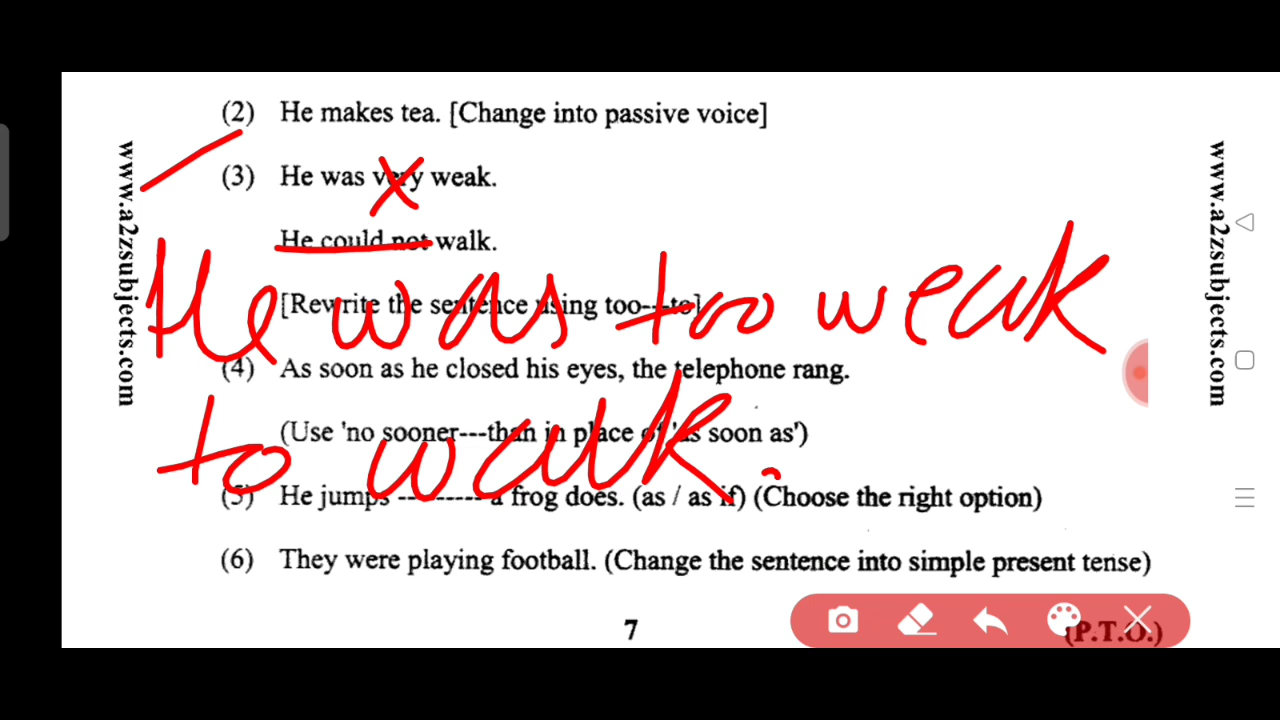 (2) He makes tea. [Change into passive voice]
(3) He was very weak.
He could not walk.
He was too weak
[Rewrite the sentence using too---to]
(4) As soon as he closed his eyes, the telephone rang.
to walk.
(Use 'no sooner---than in place of 'as soon as')
(5) He jumps --------- a frog does. (as / as if) (Choose the right option)
(6) They were playing football. (Change the sentence into simple present tense)
7
(P.T.O.)
www.a2zsubjects.com
www.a2zsubjects.com